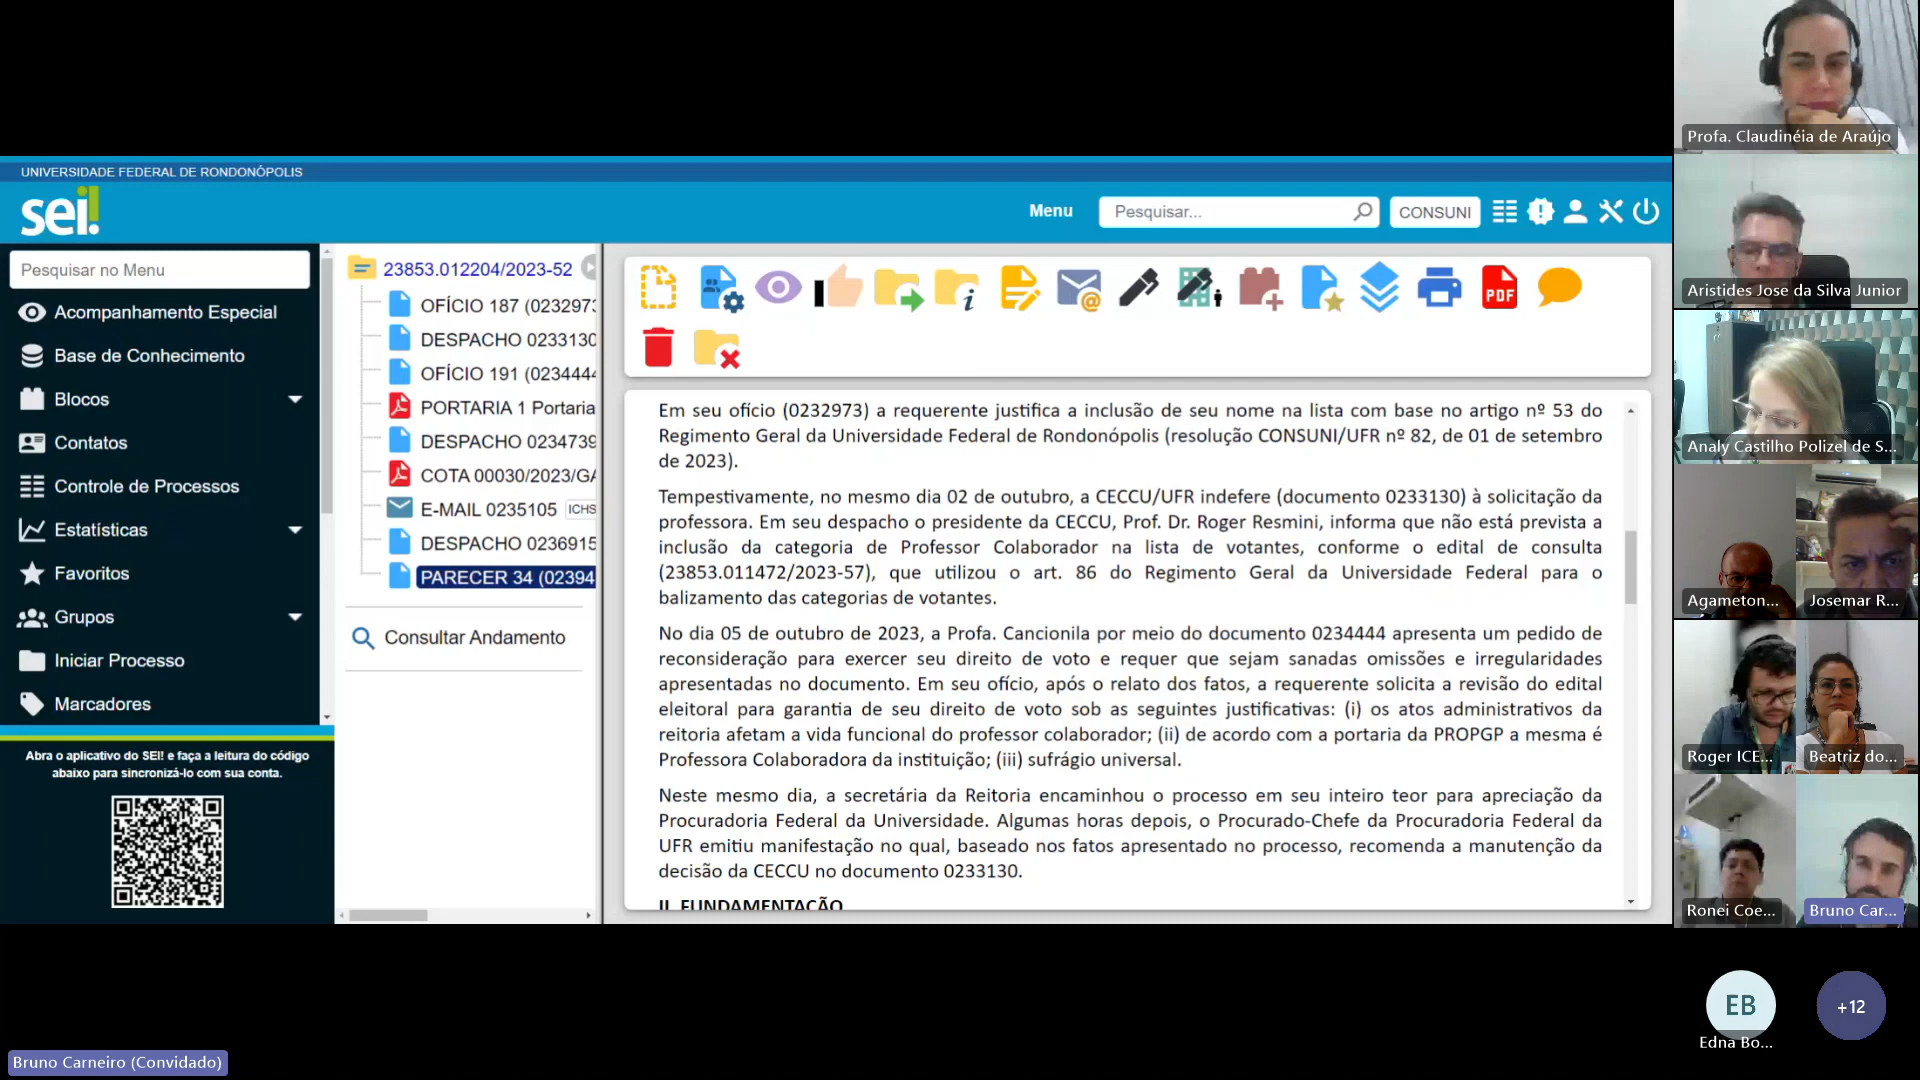 UNIVERSIDADE FEDERAL DE RONDONÓPOLIS
sei!
Menu
Pesquisar...
CONSUNI
Pesquisar no Menu
Acompanhamento Especial
Base de Conhecimento
Blocos
Contatos
Controle de Processos
Estatísticas
Favoritos
Grupos
Iniciar Processo
Marcadores
Abra o aplicativo do SEI! e faça a leitura do código
abaixo para sincronizá-lo com sua conta.
23853.012204/2023-52
OFÍCIO 187 (0232973
DESPACHO 0233130
OFÍCIO 191 (0234444
PORTARIA 1 Portaria
DESPACHO 0234739
COTA 00030/2023/GA
E-MAIL 0235105 ICHS
DESPACHO 0236915
PARECER 34 (02394
Consultar Andamento
PDF
Em seu ofício (0232973) a requerente justifica a inclusão de seu nome na lista com base no artigo nº 53 do
Regimento Geral da Universidade Federal de Rondonópolis (resolução CONSUNI/UFR nº 82, de 01 de setembro
de 2023).
Tempestivamente, no mesmo dia 02 de outubro, a CECCU/UFR indefere (documento 0233130) à solicitação da
professora. Em seu despacho o presidente da CECCU, Prof. Dr. Roger Resmini, informa que não está prevista a
inclusão da categoria de Professor Colaborador na lista de votantes, conforme o edital de consulta
(23853.011472/2023-57), que utilizou o art. 86 do Regimento Geral da Universidade Federal para o
balizamento das categorias de votantes.
No dia 05 de outubro de 2023, a Profa. Cancionila por meio do documento 0234444 apresenta um pedido de
reconsideração para exercer seu direito de voto e requer que sejam sanadas omissões e irregularidades
apresentadas no documento. Em seu ofício, após o relato dos fatos, a requerente solicita a revisão do edital
eleitoral para garantia de seu direito de voto sob as seguintes justificativas: (i) os atos administrativos da
reitoria afetam a vida funcional do professor colaborador; (ii) de acordo com a portaria da PROPGP a mesma é
Professora Colaboradora da instituição; (iii) sufrágio universal.
Neste mesmo dia, a secretária da Reitoria encaminhou o processo em seu inteiro teor para apreciação da
Procuradoria Federal da Universidade. Algumas horas depois, o Procurado-Chefe da Procuradoria Federal da
UFR emitiu manifestação no qual, baseado nos fatos apresentado no processo, recomenda a manutenção da
decisão da CECCU no documento 0233130.
II. FUNDAMENTAÇÃO
Profa. Claudinéia de Araújo
Aristides Jose da Silva Junior
Analy Castilho Polizel de S...
Agameton...
Josemar R...
Roger ICE...
Beatriz do...
Ronei Coe...
Bruno Car...
EB
Edna Bo...
+12
Bruno Carneiro (Convidado)